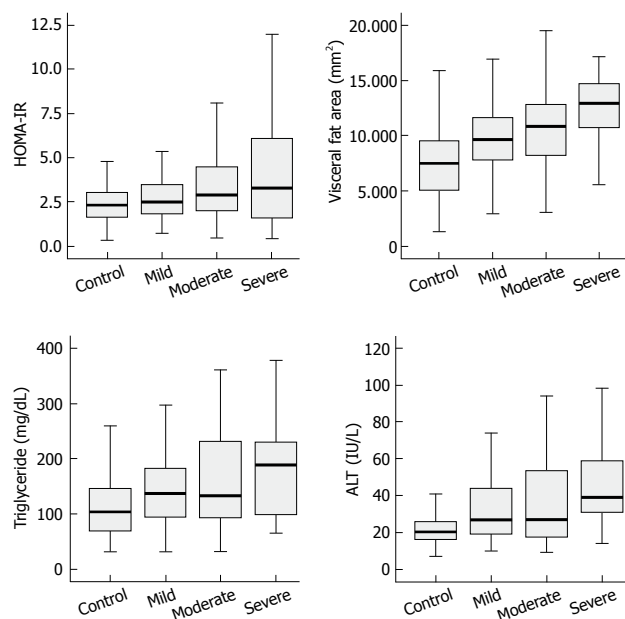 HOMA-IR
12.5
10.0
7.5
5.0
2.5
0.0
Control
Mild
Moderate
Severe
Visceral fat area (mm²)
20.000
15.000
10.000
5.000
0
Control
Mild
Moderate
Severe
Triglyceride (mg/dL)
400
300
200
100
0
Control
Mild
Moderate
Severe
ALT (IU/L)
120
100
80
60
40
20
0
Control
Mild
Moderate
Severe